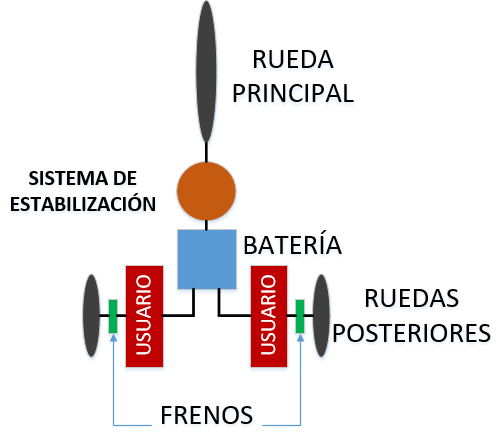 RUEDA
PRINCIPAL
SISTEMA DE
ESTABILIZACIÓN
BATERÍA
USUARIO
USUARIO
RUEDAS
POSTERIORES
FRENOS